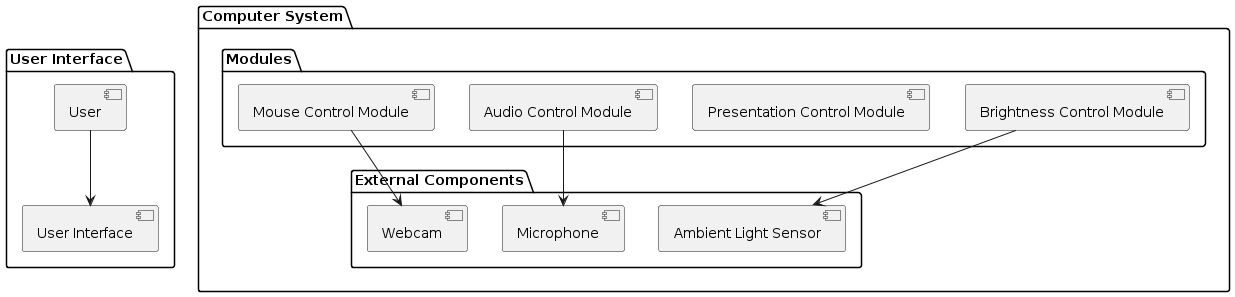 Computer System
User Interface
Modules
User
Mouse Control Module
Audio Control Module
Presentation Control Module
Brightness Control Module
External Components
User Interface
Webcam
Microphone
Ambient Light Sensor